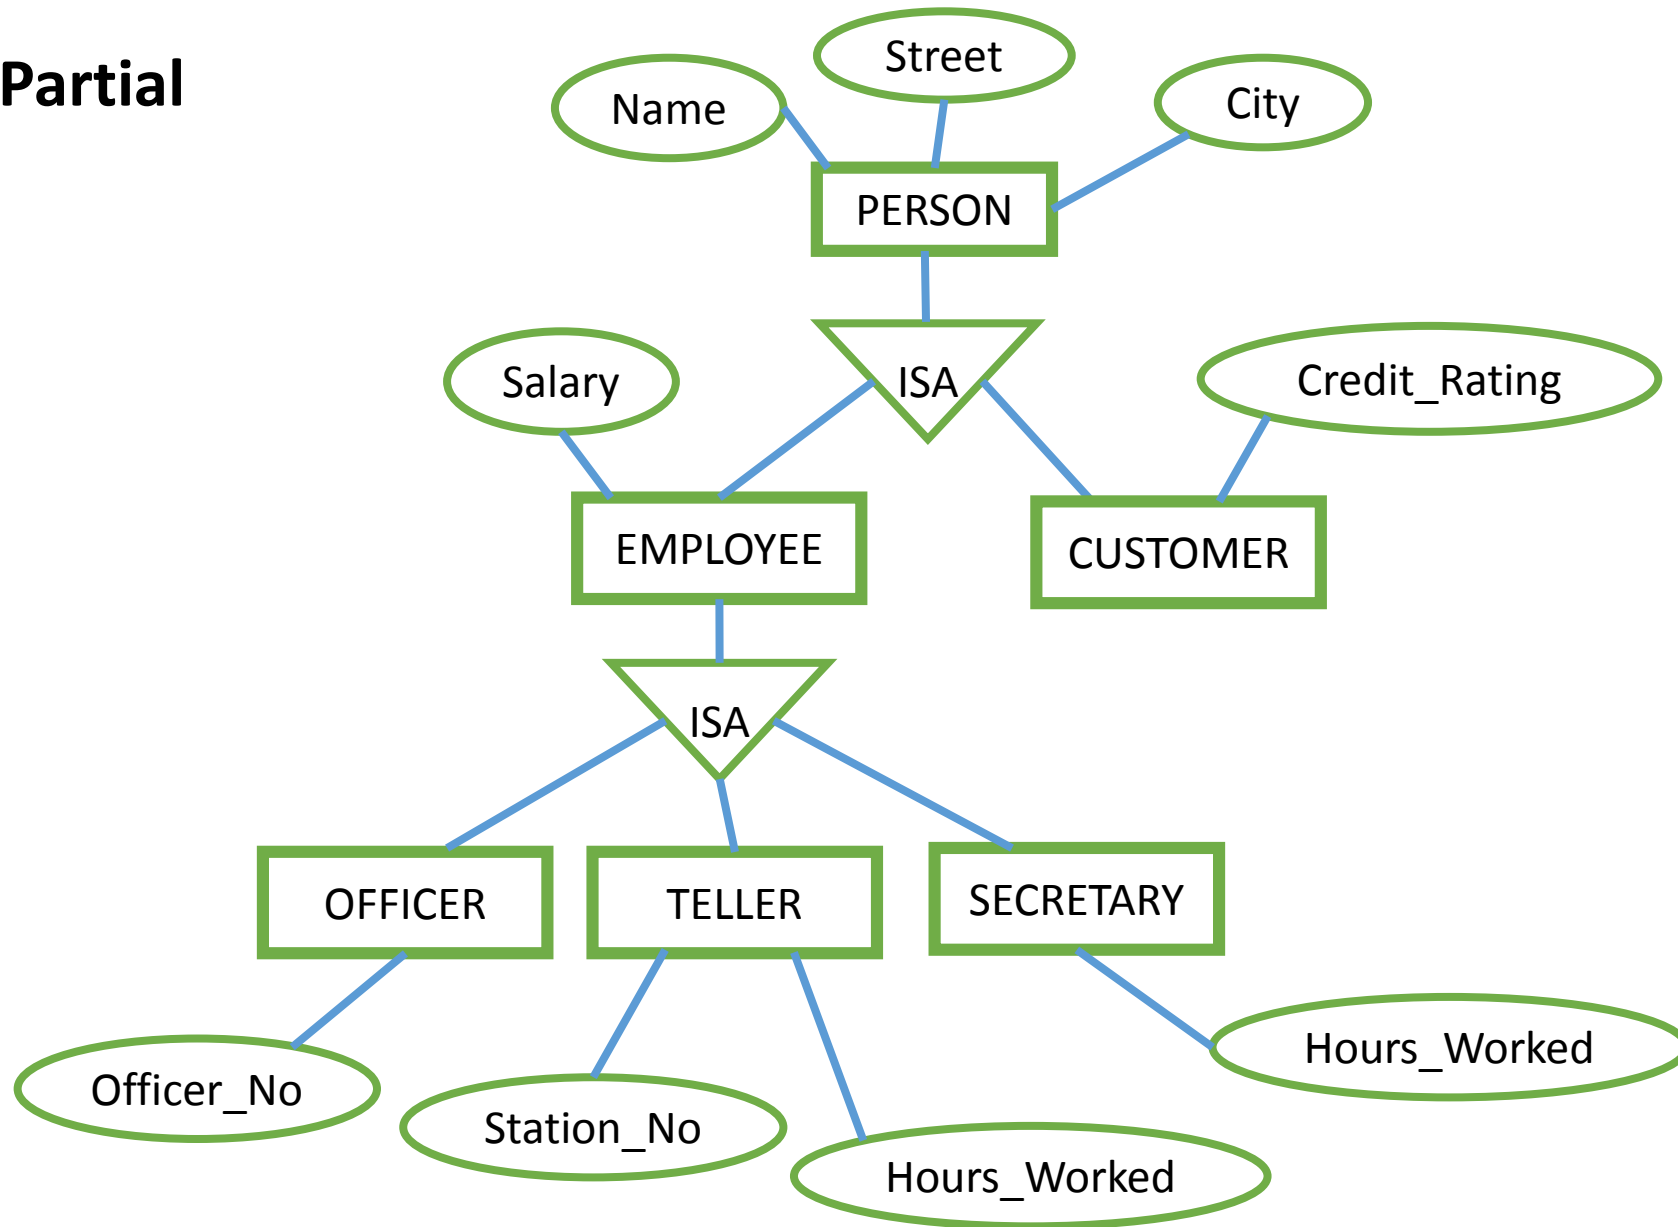 Partial
Street
Name
City
PERSON
ISA
Salary
Credit_Rating
EMPLOYEE
CUSTOMER
ISA
OFFICER
TELLER
SECRETARY
Officer_No
Station_No
Hours_Worked
Hours_Worked